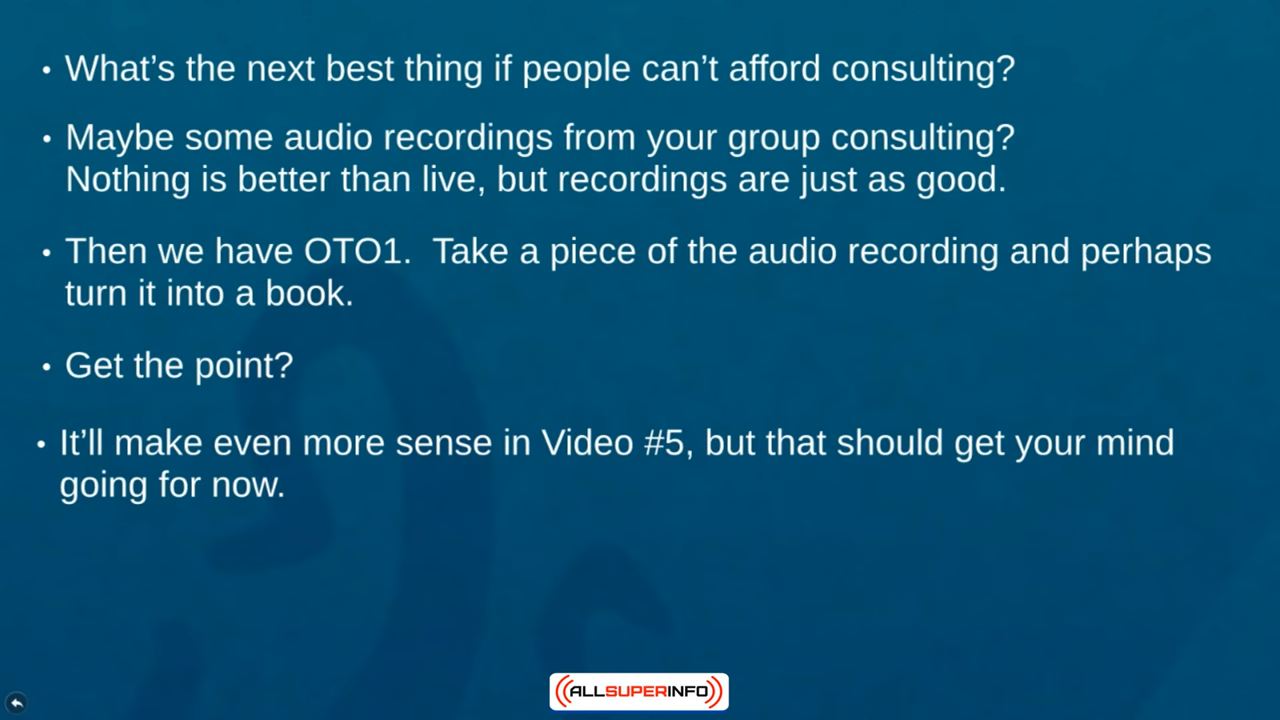 • What’s the next best thing if people can’t afford consulting?
• Maybe some audio recordings from your group consulting?
Nothing is better than live, but recordings are just as good.
• Then we have OTO1.  Take a piece of the audio recording and perhaps
turn it into a book.
• Get the point?
• It’ll make even more sense in Video #5, but that should get your mind
going for now.
ALLSUPERINFO